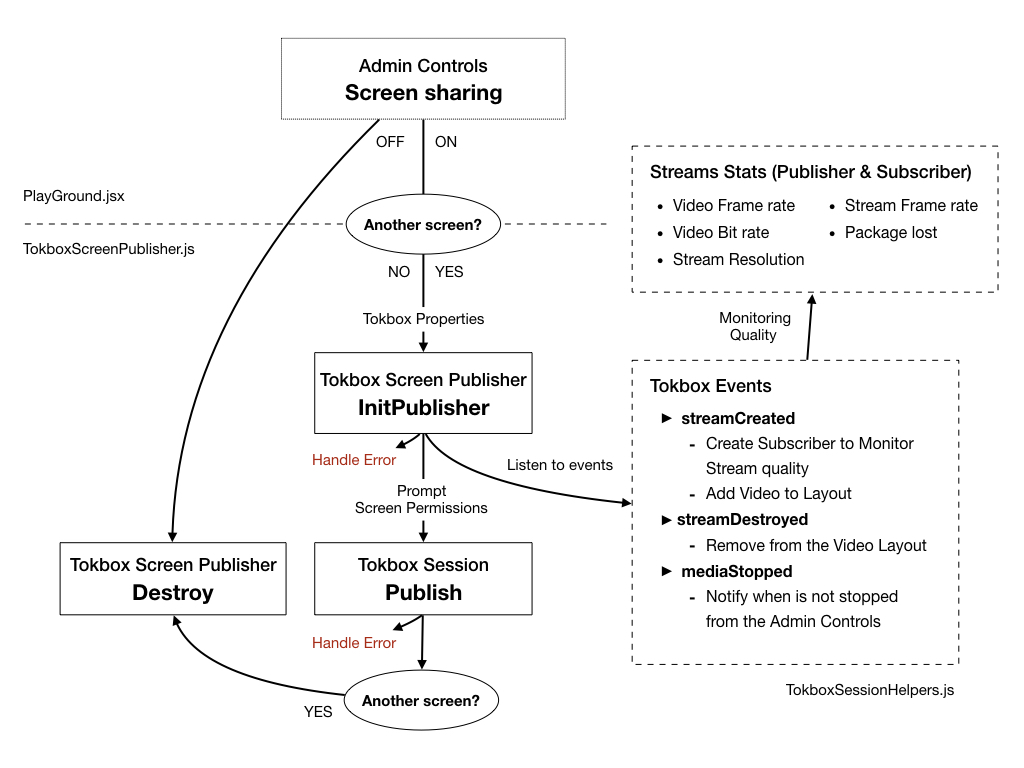 Admin Controls
Screen sharing
OFF
ON
PlayGround.jsx
Another screen?
TokboxScreenPublisher.js
NO
YES
Tokbox Properties
Tokbox Screen Publisher
InitPublisher
Handle Error
Listen to events
Prompt
Screen Permissions
Tokbox Screen Publisher
Destroy
Tokbox Session
Publish
Handle Error
Another screen?
YES
Streams Stats (Publisher & Subscriber)
• Video Frame rate
• Video Bit rate
• Stream Resolution
• Stream Frame rate
• Package lost
Monitoring
Quality
Tokbox Events
► streamCreated
- Create Subscriber to Monitor
Stream quality
- Add Video to Layout
► streamDestroyed
- Remove from the Video Layout
► mediaStopped
- Notify when is not stopped
from the Admin Controls
TokboxSessionHelpers.js